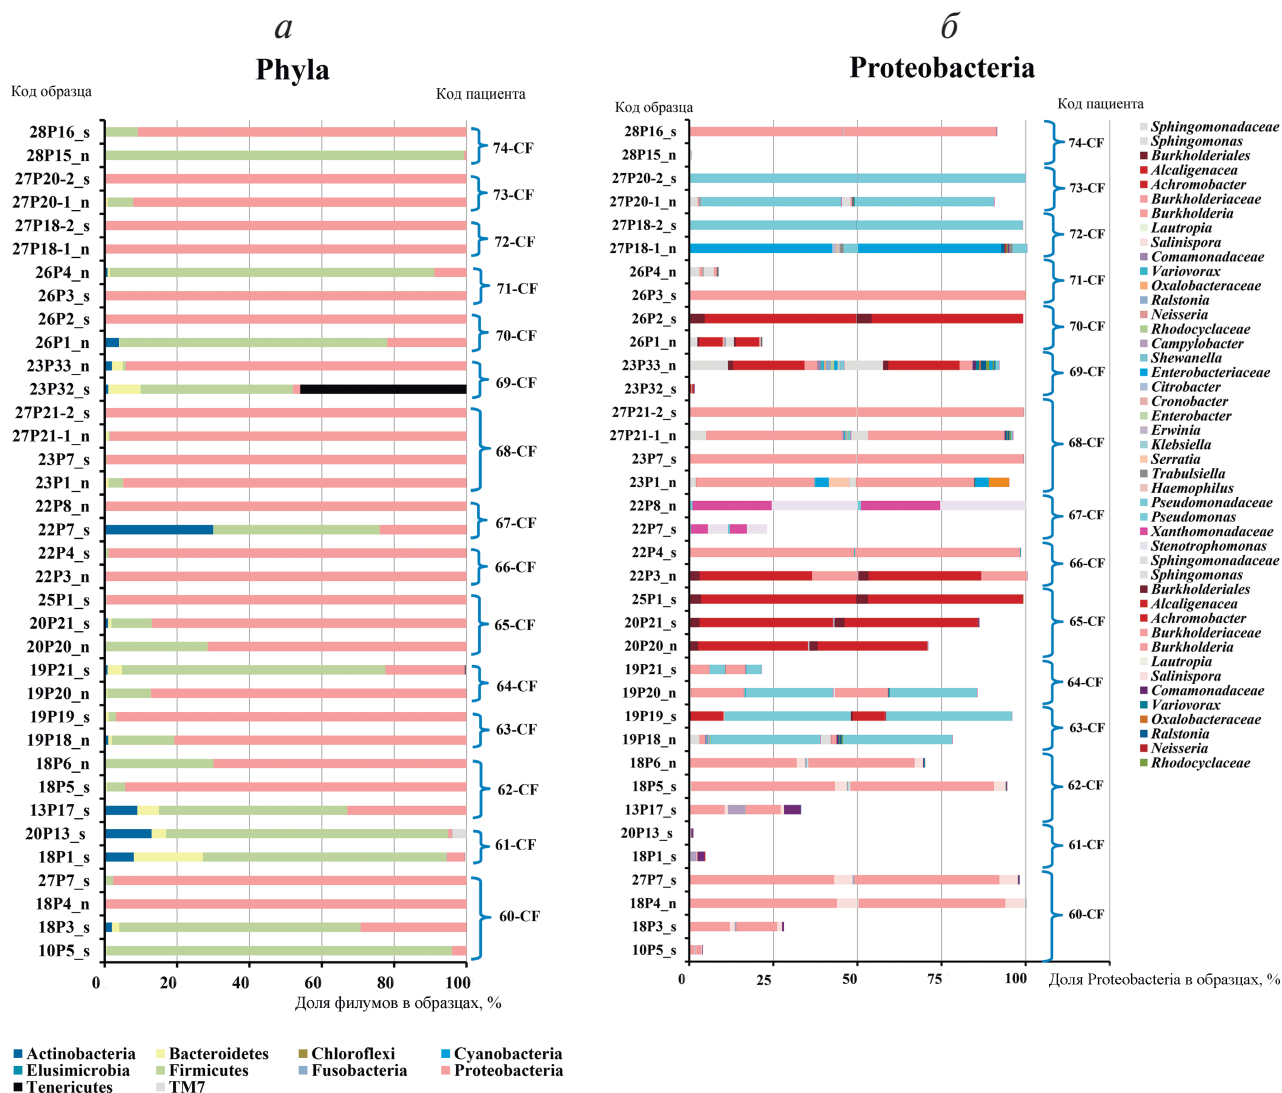 а
Phyla
Код образца
Код пациента
28P16_s
28P15_n
74-CF
27P20-2_s
27P20-1_n
73-CF
27P18-2_s
27P18-1_n
72-CF
26P4_n
26P3_s
71-CF
26P2_s
26P1_n
70-CF
23P33_n
23P32_s
69-CF
27P21-2_s
27P21-1_n
23P7_s
23P1_n
68-CF
22P8_n
22P7_s
67-CF
22P4_s
22P3_n
66-CF
25P1_s
20P21_s
20P20_n
65-CF
19P21_s
19P20_n
64-CF
19P19_s
19P18_n
63-CF
18P6_n
18P5_s
13P17_s
62-CF
20P13_s
18P1_s
61-CF
27P7_s
18P4_n
18P3_s
10P5_s
60-CF
0 20 40 60 80 100
Доля филумов в образцах, %
Actinobacteria
Bacteroidetes
Chloroflexi
Cyanobacteria
Elusimicrobia
Firmicutes
Fusobacteria
Proteobacteria
Tenericutes
TM7
б
Proteobacteria
Код образца
Код пациента
28P16_s
28P15_n
74-CF
27P20-2_s
27P20-1_n
73-CF
27P18-2_s
27P18-1_n
72-CF
26P4_n
26P3_s
71-CF
26P2_s
26P1_n
70-CF
23P33_n
23P32_s
69-CF
27P21-2_s
27P21-1_n
23P7_s
23P1_n
68-CF
22P8_n
22P7_s
67-CF
22P4_s
22P3_n
66-CF
25P1_s
20P21_s
20P20_n
65-CF
19P21_s
19P20_n
64-CF
19P19_s
19P18_n
63-CF
18P6_n
18P5_s
13P17_s
62-CF
20P13_s
18P1_s
61-CF
27P7_s
18P4_n
18P3_s
10P5_s
60-CF
0 25 50 75 100
Доля Proteobacteria в образцах, %
Sphingomonadaceae
Sphingomonas
Burkholderiales
Alcaligenacea
Achromobacter
Burkholderiaceae
Burkholderia
Lautropia
Salinispora
Comamonadaceae
Variovorax
Oxalobacteraceae
Ralstonia
Neisseria
Rhodocyclaceae
Campylobacter
Shewanella
Enterobacteriaceae
Citrobacter
Cronobacter
Enterobacter
Erwinia
Klebsiella
Serratia
Trabulsiella
Haemophilus
Pseudomonadaceae
Pseudomonas
Xanthomonadaceae
Stenotrophomonas
Sphingomonadaceae
Sphingomonas
Burkholderiales
Alcaligenacea
Achromobacter
Burkholderiaceae
Burkholderia
Lautropia
Salinispora
Comamonadaceae
Variovorax
Oxalobacteraceae
Ralstonia
Neisseria
Rhodocyclaceae